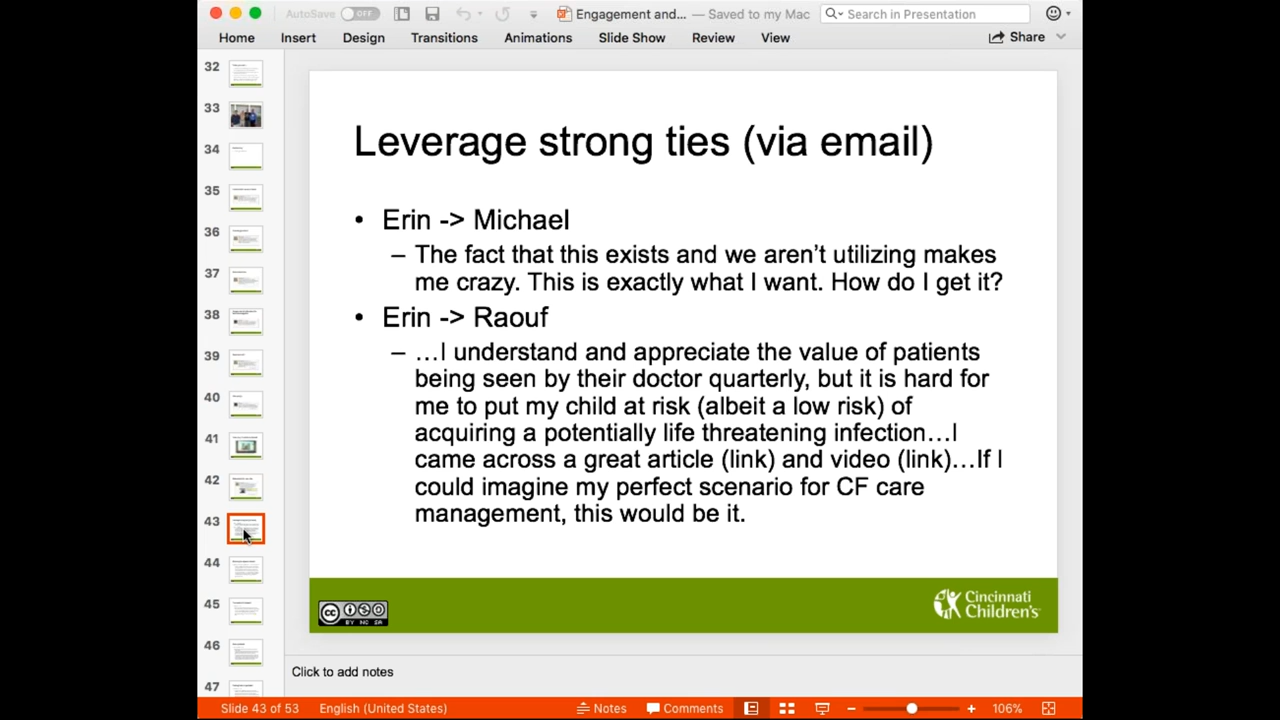 AutoSave OFF Engagement and... — Saved to my Mac Search in Presentation
Home Insert Design Transitions Animations Slide Show Review View Share
32
33
34
35
36
37
38
39
40
41
42
43
44
45
46
47
Leverage strong ties (via email)
• Erin -> Michael
– The fact that this exists and we aren’t utilizing makes
me crazy. This is exactly what I want. How do I get it?
• Erin -> Raouf
– …I understand and appreciate the value of patients
being seen by their doctor quarterly, but it is hard for
me to put my child at risk (albeit a low risk) of
acquiring a potentially life threatening infection…I
came across a great article (link) and video (link)…If I
could imagine my perfect scenario for CF care
management, this would be it.
cc BY NC SA
Cincinnati
Children's
Click to add notes
Slide 43 of 53 English (United States) Notes Comments 106%